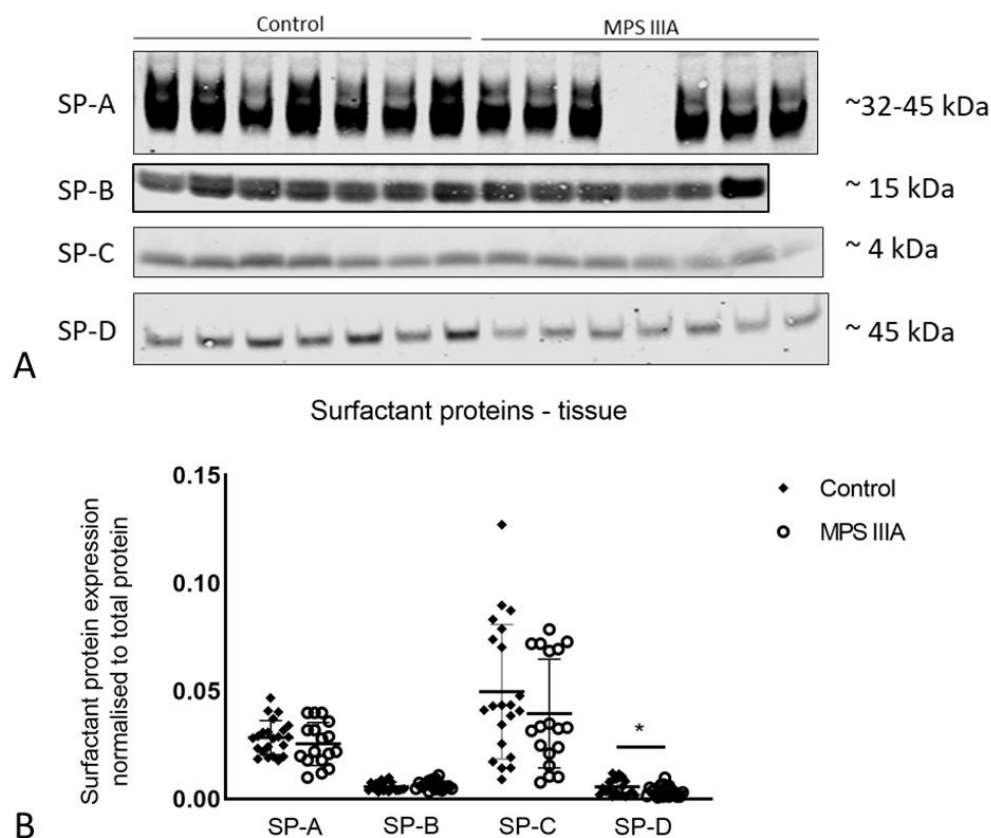 Control MPS IIIA
SP-A ~32-45 kDa
SP-B ~ 15 kDa
SP-C ~ 4 kDa
SP-D ~ 45 kDa
A
Surfactant proteins - tissue
Surfactant protein expression
normalised to total protein
0.15
0.10
0.05
0.00
*
SP-A SP-B SP-C SP-D
Control
MPS IIIA
B